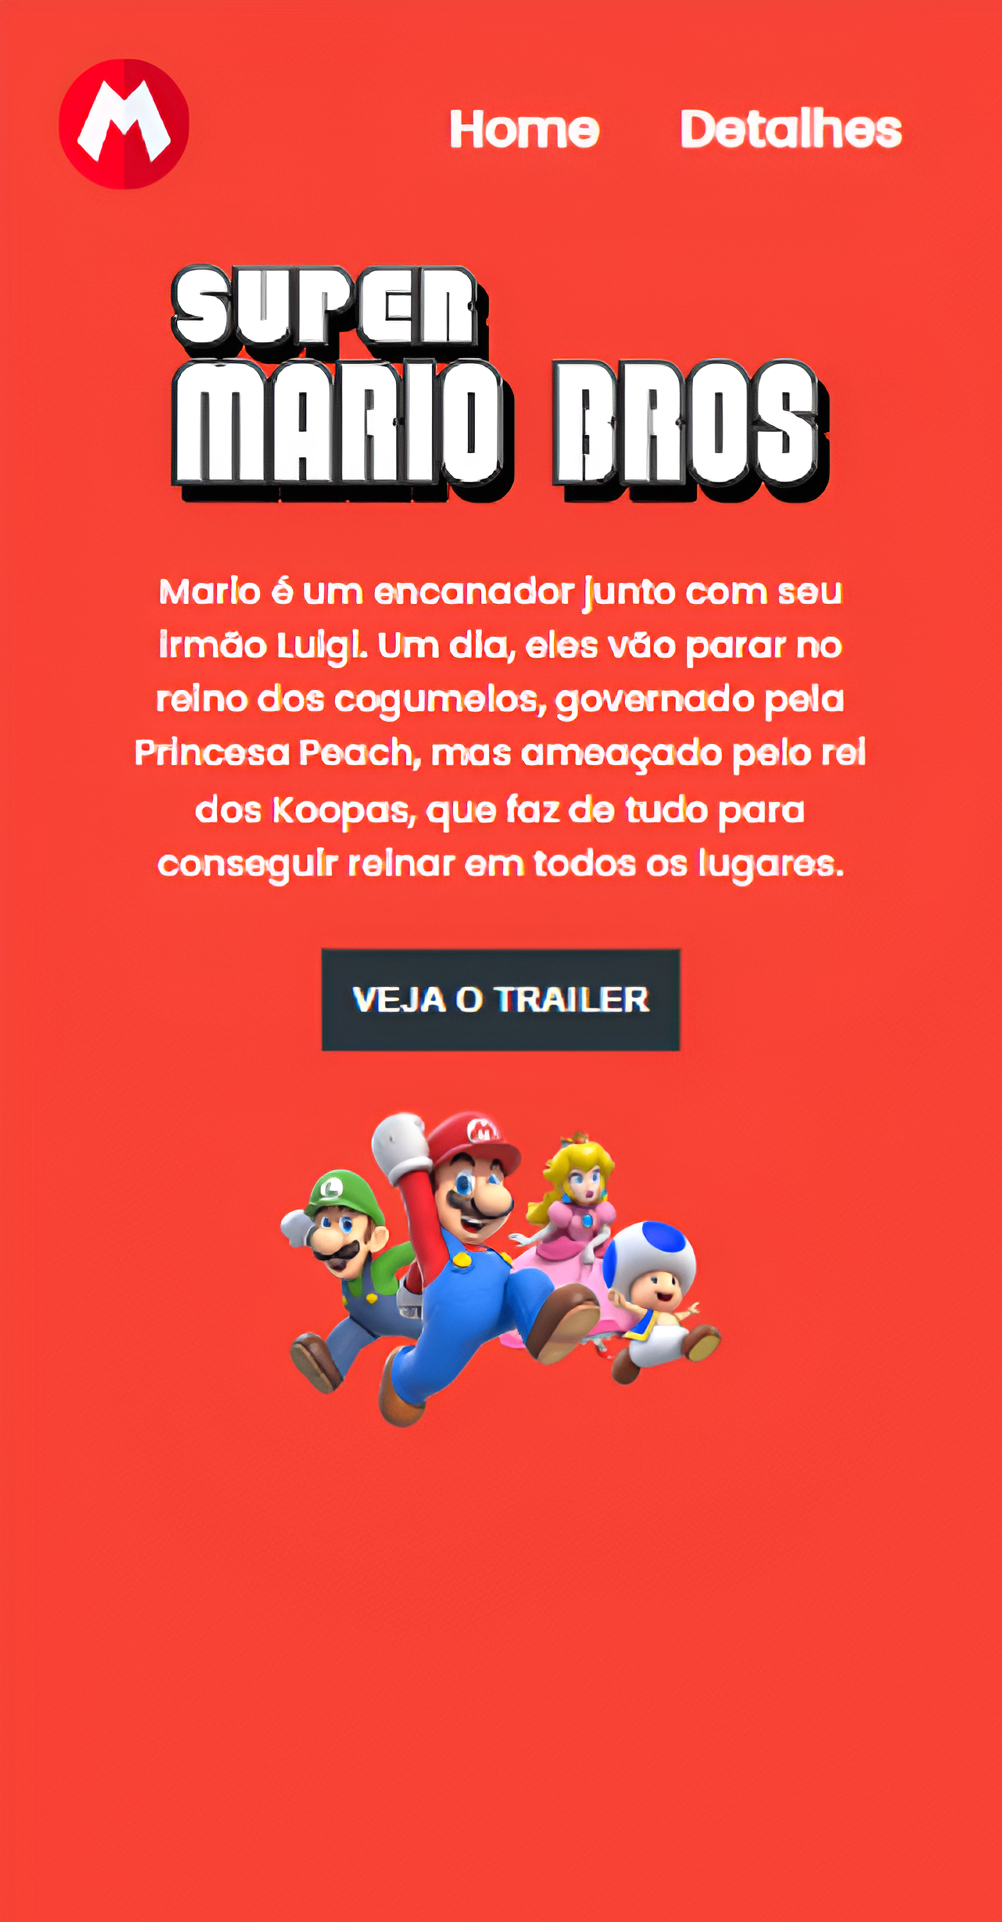 M
Home Detalhes
SUPER
MARIO BROS
Mario é um encanador junto com seu
irmão Luigi. Um dia, eles vão parar no
reino dos cogumelos, governado pela
Princesa Peach, mas ameaçado pelo rei
dos Koopas, que faz de tudo para
conseguir reinar em todos os lugares.
VEJA O TRAILER
M
L